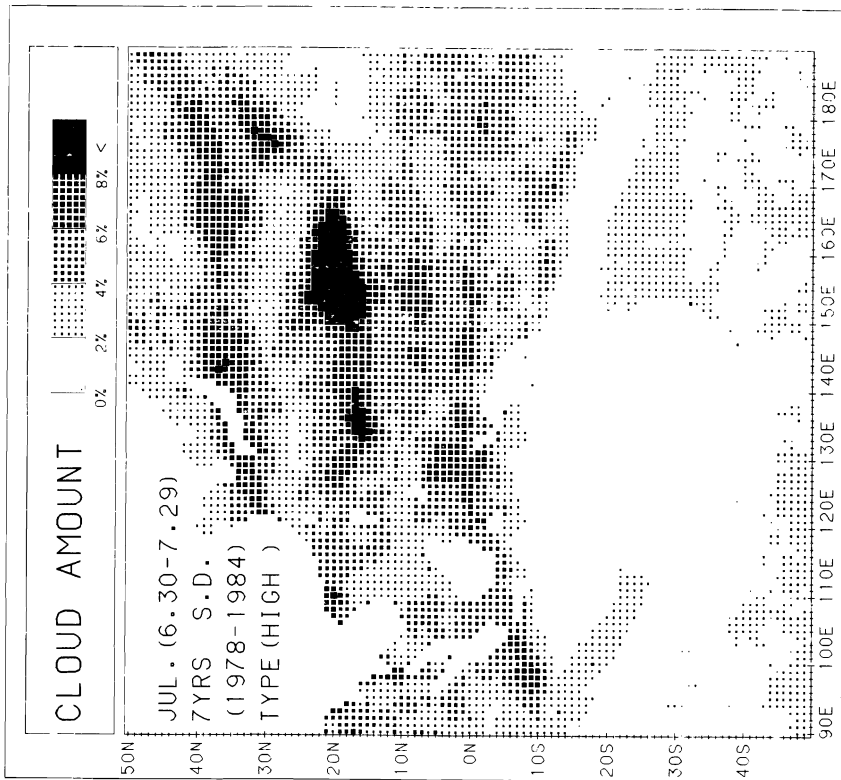 CLOUD AMOUNT
0% 2% 4% 6% 8% <
JUL.(6.30-7.29)
7YRS S.D.
(1978-1984)
TYPE(HIGH )
50N
40N
30N
20N
10N
0N
10S
20S
30S
40S
90E 100E 110E 120E 130E 140E 150E 160E 170E 180E